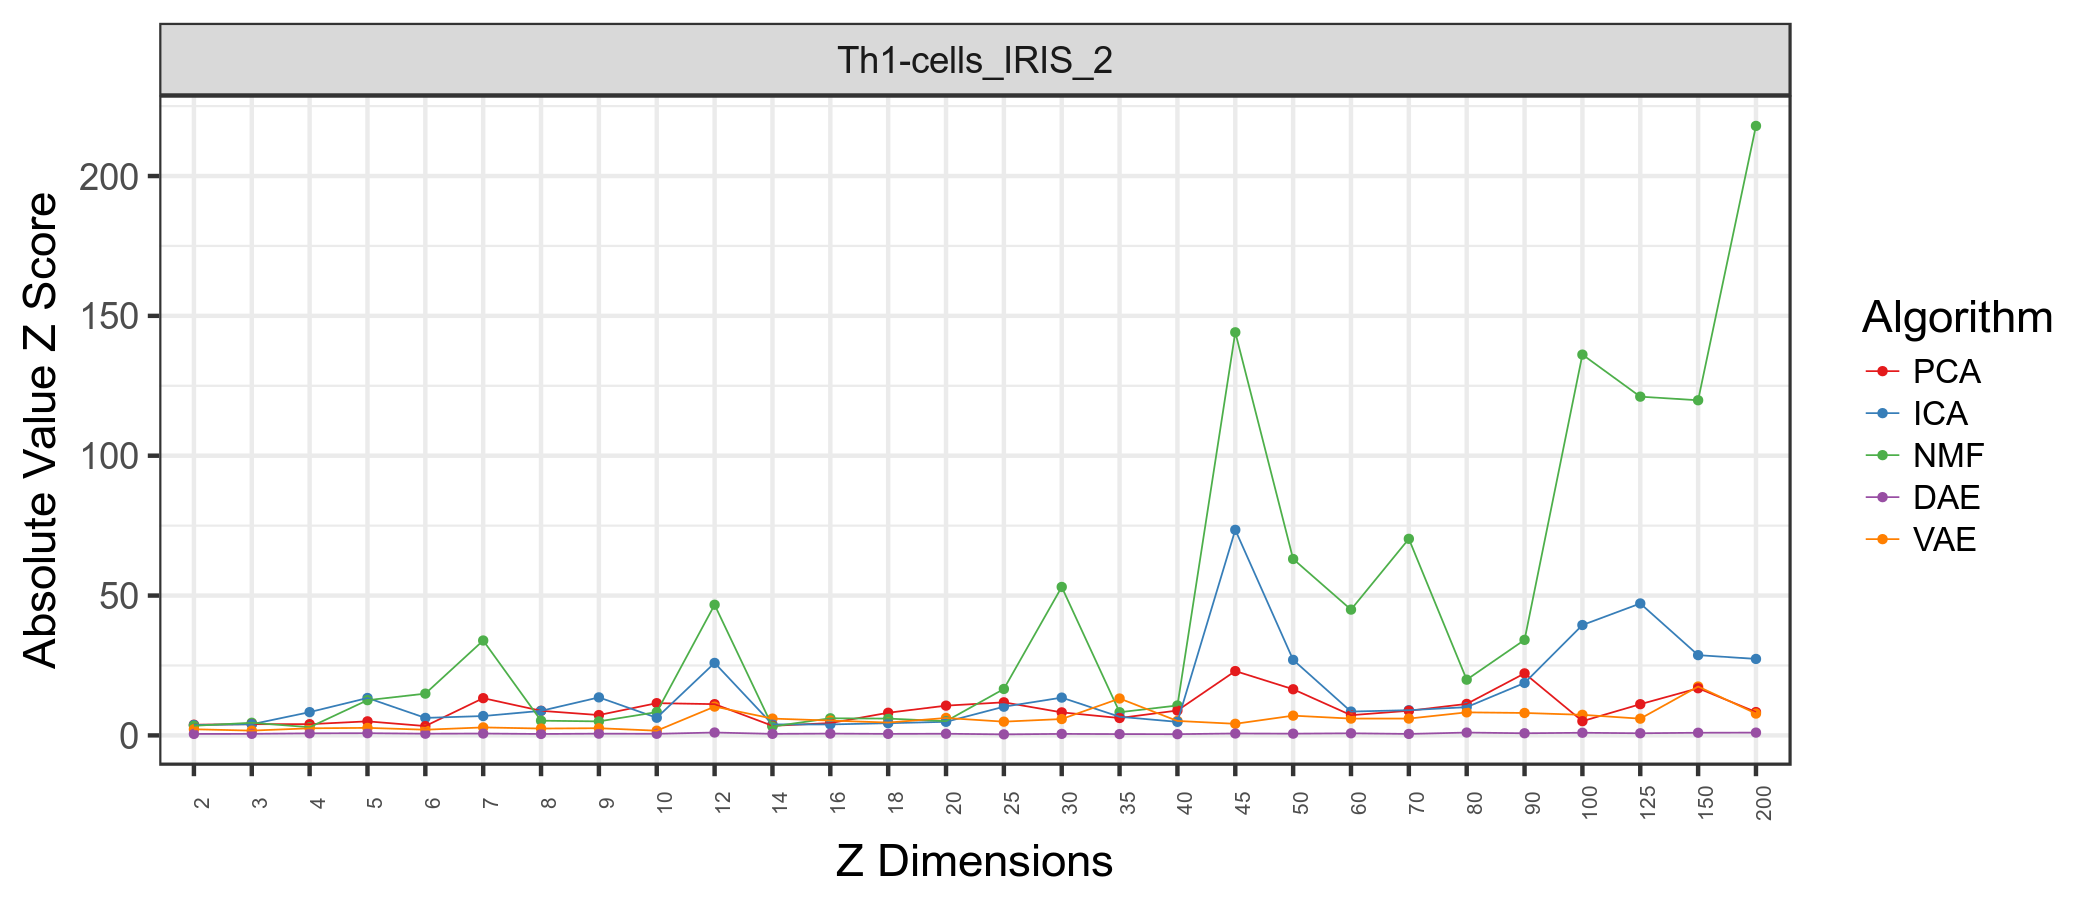 Th1-cells_IRIS_2
Absolute Value Z Score
200
150
100
50
0
2 3 4 5 6 7 8 9 10 12 14 16 18 20 25 30 35 40 45 50 60 70 80 90 100 125 150 200
Z Dimensions
Algorithm
PCA
ICA
NMF
DAE
VAE